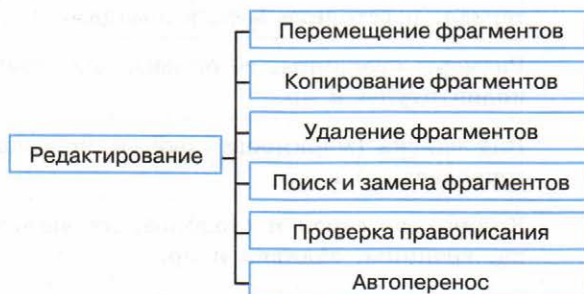 Перемещение фрагментов
Копирование фрагментов
Удаление фрагментов
Редактирование
Поиск и замена фрагментов
Проверка правописания
Автоперенос